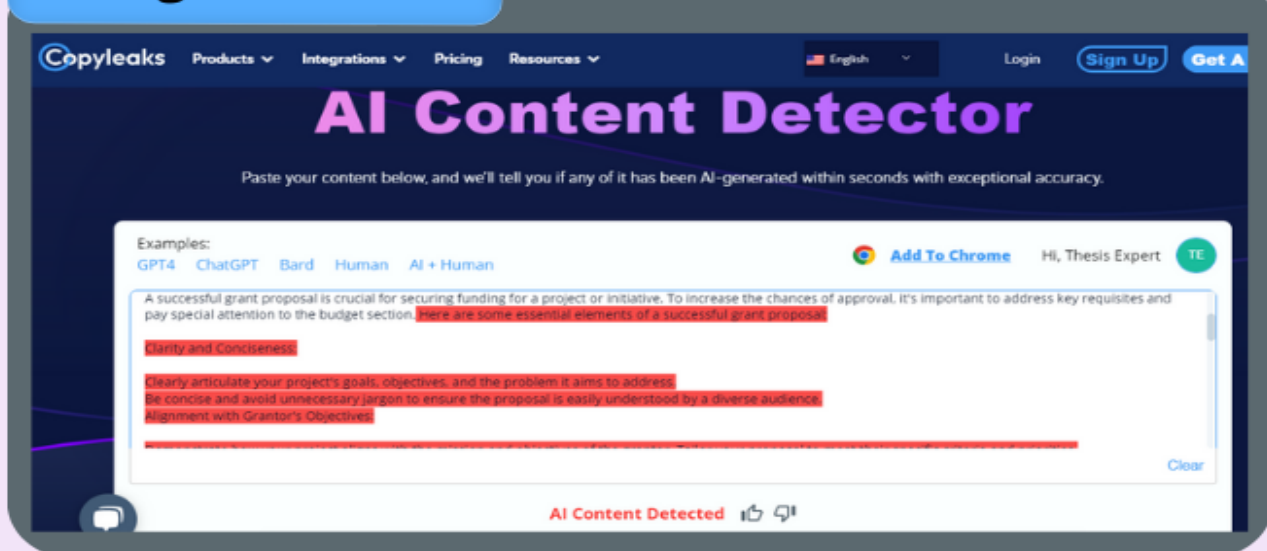 Copyleaks Products Integrations Pricing Resources English Login Sign Up Get A
AI Content Detector
Paste your content below, and we'll tell you if any of it has been AI-generated within seconds with exceptional accuracy.
Examples:
GPT4 ChatGPT Bard Human AI + Human Add To Chrome Hi, Thesis Expert TE
A successful grant proposal is crucial for securing funding for a project or initiative. To increase the chances of approval, it's important to address key requisites and
pay special attention to the budget section. Here are some essential elements of a successful grant proposal:
Clarity and Conciseness:
Clearly articulate your project's goals, objectives, and the problem it aims to address.
Be concise and avoid unnecessary jargon to ensure the proposal is easily understood by a diverse audience.
Alignment with Grantor's Objectives:
Clear
AI Content Detected